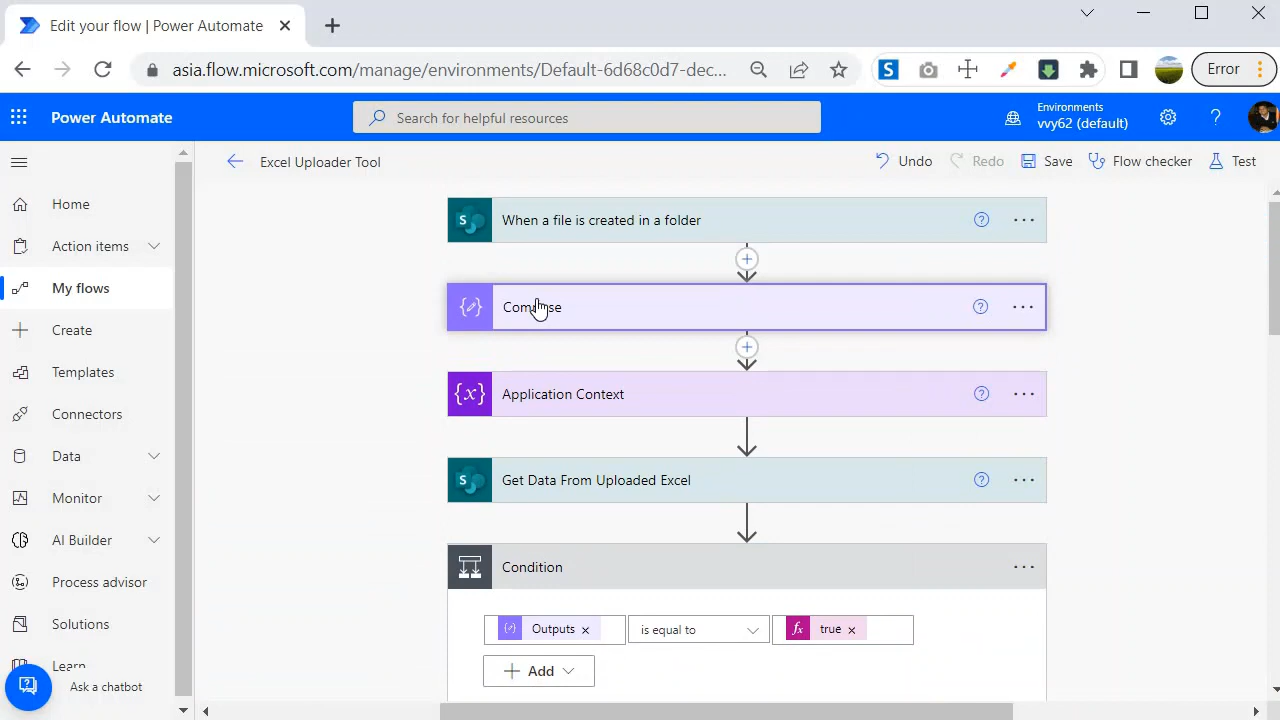 Edit your flow | Power Automate
asia.flow.microsoft.com/manage/environments/Default-6d68c0d7-dec...
Error
Power Automate
Search for helpful resources
Environments
vvy62 (default)
Excel Uploader Tool
Undo
Redo
Save
Flow checker
Test
Home
Action items
My flows
Create
Templates
Connectors
Data
Monitor
AI Builder
Process advisor
Solutions
Learn
Ask a chatbot
When a file is created in a folder
Compose
Application Context
Get Data From Uploaded Excel
Condition
Outputs
is equal to
true
Add